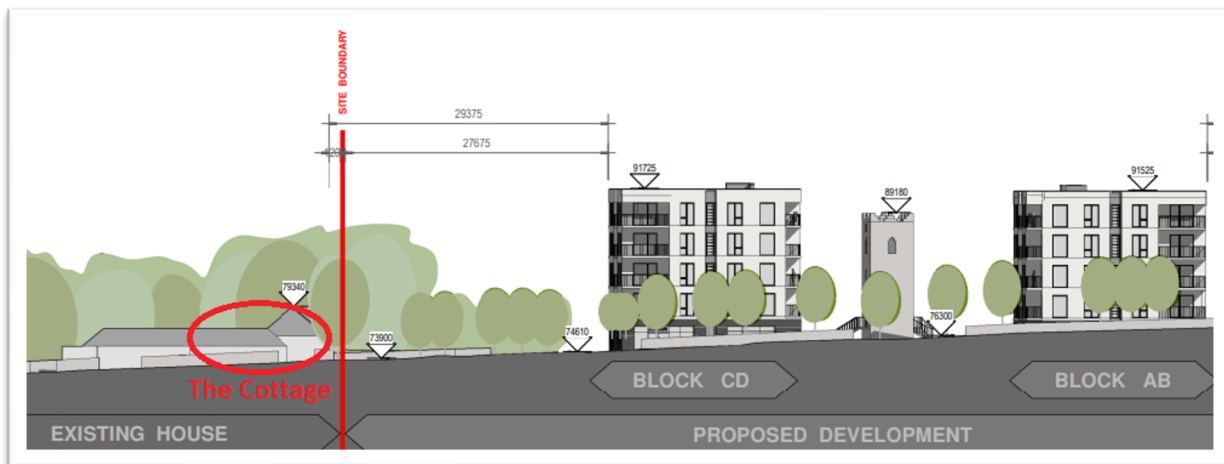 SITE BOUNDARY
29375
27675
91725
91525
89180
79340
76300
74610
73900
The Cottage
BLOCK CD
BLOCK AB
EXISTING HOUSE
PROPOSED DEVELOPMENT